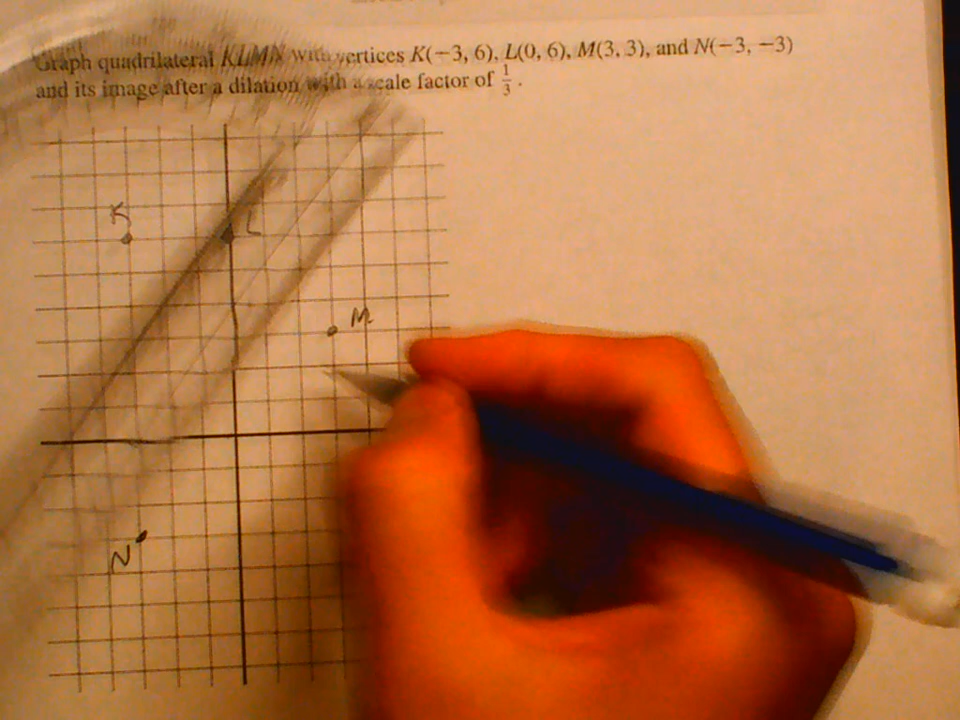 Graph quadrilateral KLMN with vertices K(−3, 6), L(0, 6), M(3, 3), and N(−3, −3)
and its image after a dilation with a scale factor of 1/3.
K
L
M
N